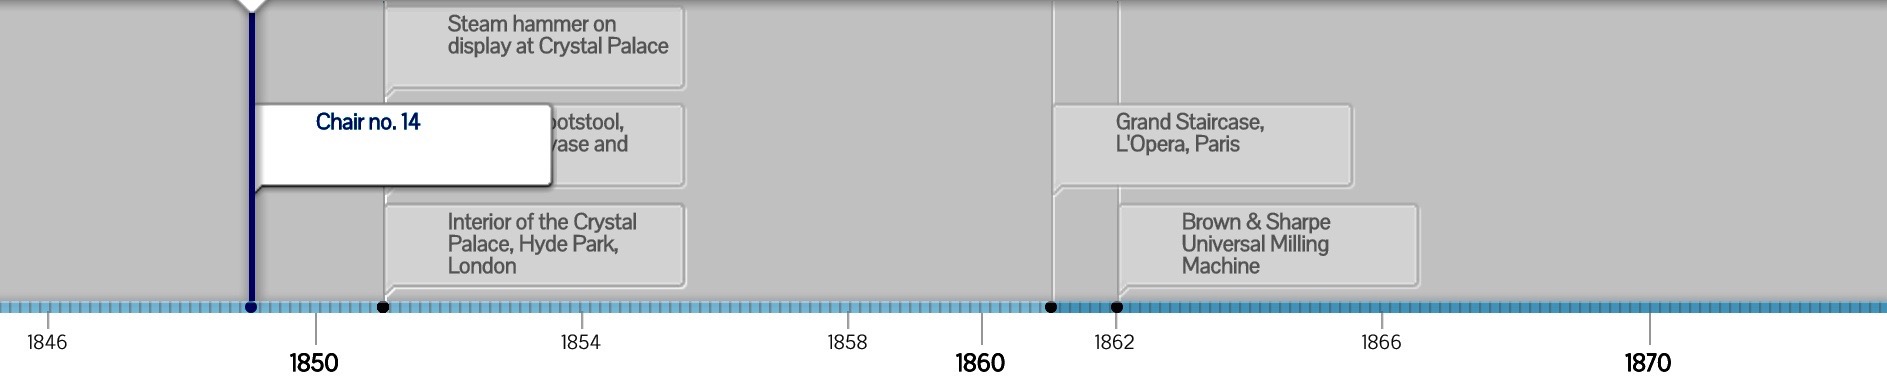 Steam hammer on
display at Crystal Palace
Chair no. 14
vase and
Grand Staircase,
L'Opera, Paris
Interior of the Crystal
Palace, Hyde Park,
London
Brown & Sharpe
Universal Milling
Machine
1846
1850
1854
1858
1860
1862
1866
1870